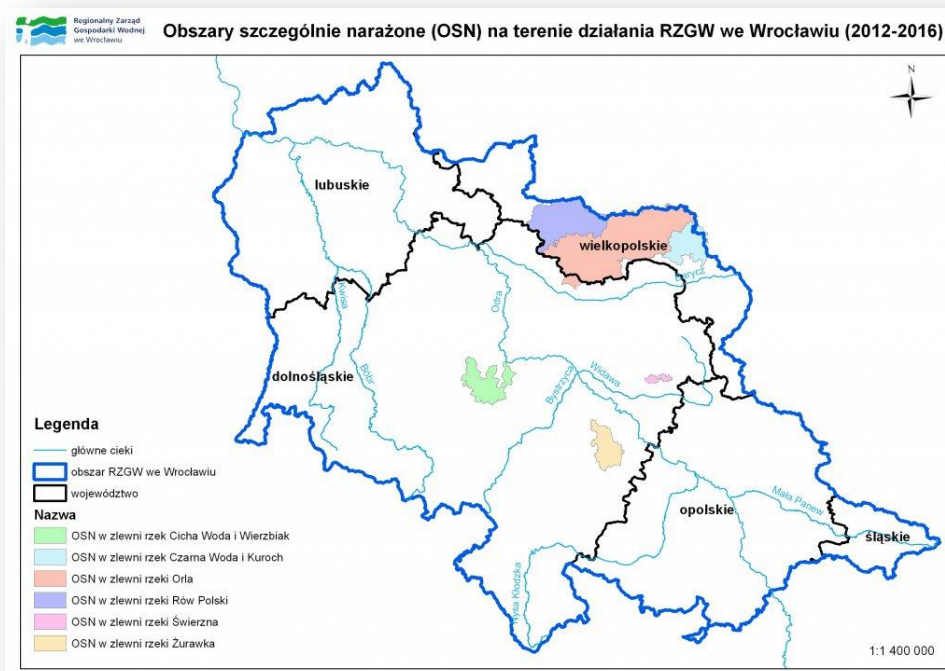 Regionalny Zarząd
Gospodarki Wodnej
we Wrocławiu
Obszary szczególnie narażone (OSN) na terenie działania RZGW we Wrocławiu (2012-2016)
N
lubuskie
wielkopolskie
Barycz
Kwisa
Odra
dolnośląskie
Bóbr
Bystrzyca
Widawa
Legenda
główne cieki
obszar RZGW we Wrocławiu
województwo
Nazwa
OSN w zlewni rzek Cicha Woda i Wierzbiak
OSN w zlewni rzek Czarna Woda i Kuroch
OSN w zlewni rzeki Orla
OSN w zlewni rzeki Rów Polski
OSN w zlewni rzeki Świerzna
OSN w zlewni rzeki Żurawka
opolskie
Mała Panew
śląskie
Nysa Kłodzka
1:1 400 000